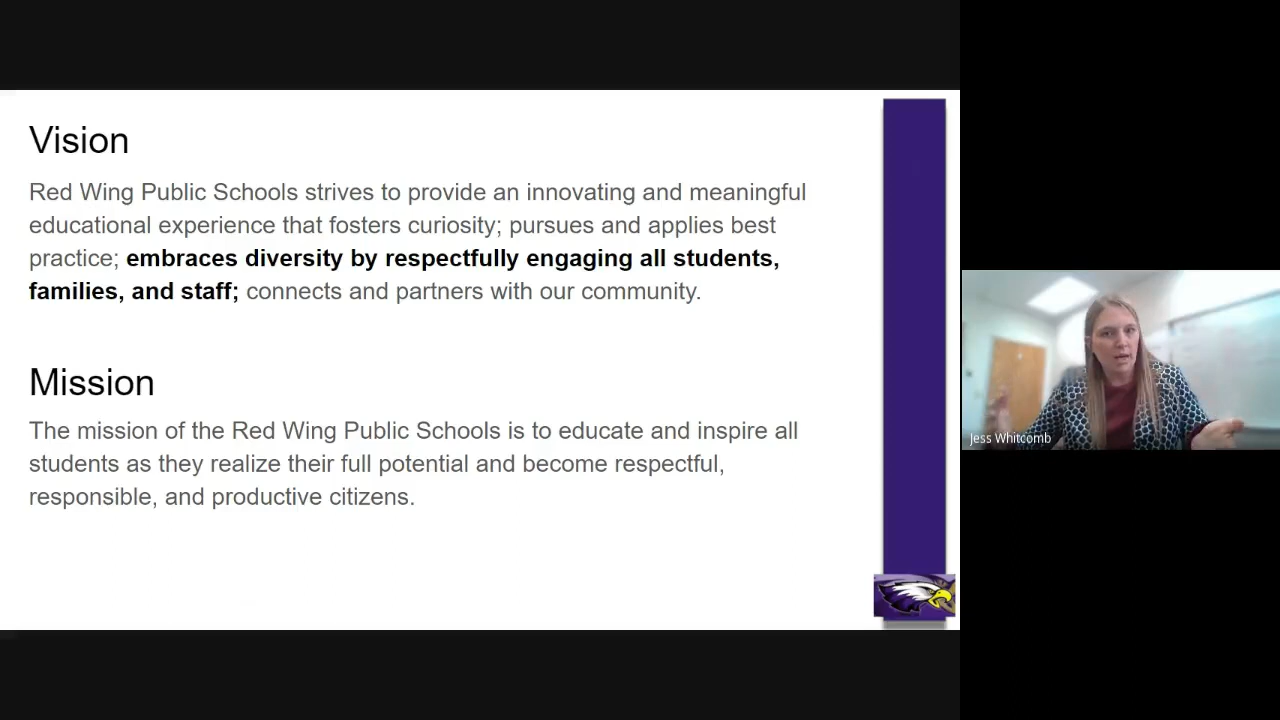 Vision
Red Wing Public Schools strives to provide an innovating and meaningful
educational experience that fosters curiosity; pursues and applies best
practice; embraces diversity by respectfully engaging all students,
families, and staff; connects and partners with our community.
Mission
The mission of the Red Wing Public Schools is to educate and inspire all
students as they realize their full potential and become respectful,
responsible, and productive citizens.
Jess Whitcomb